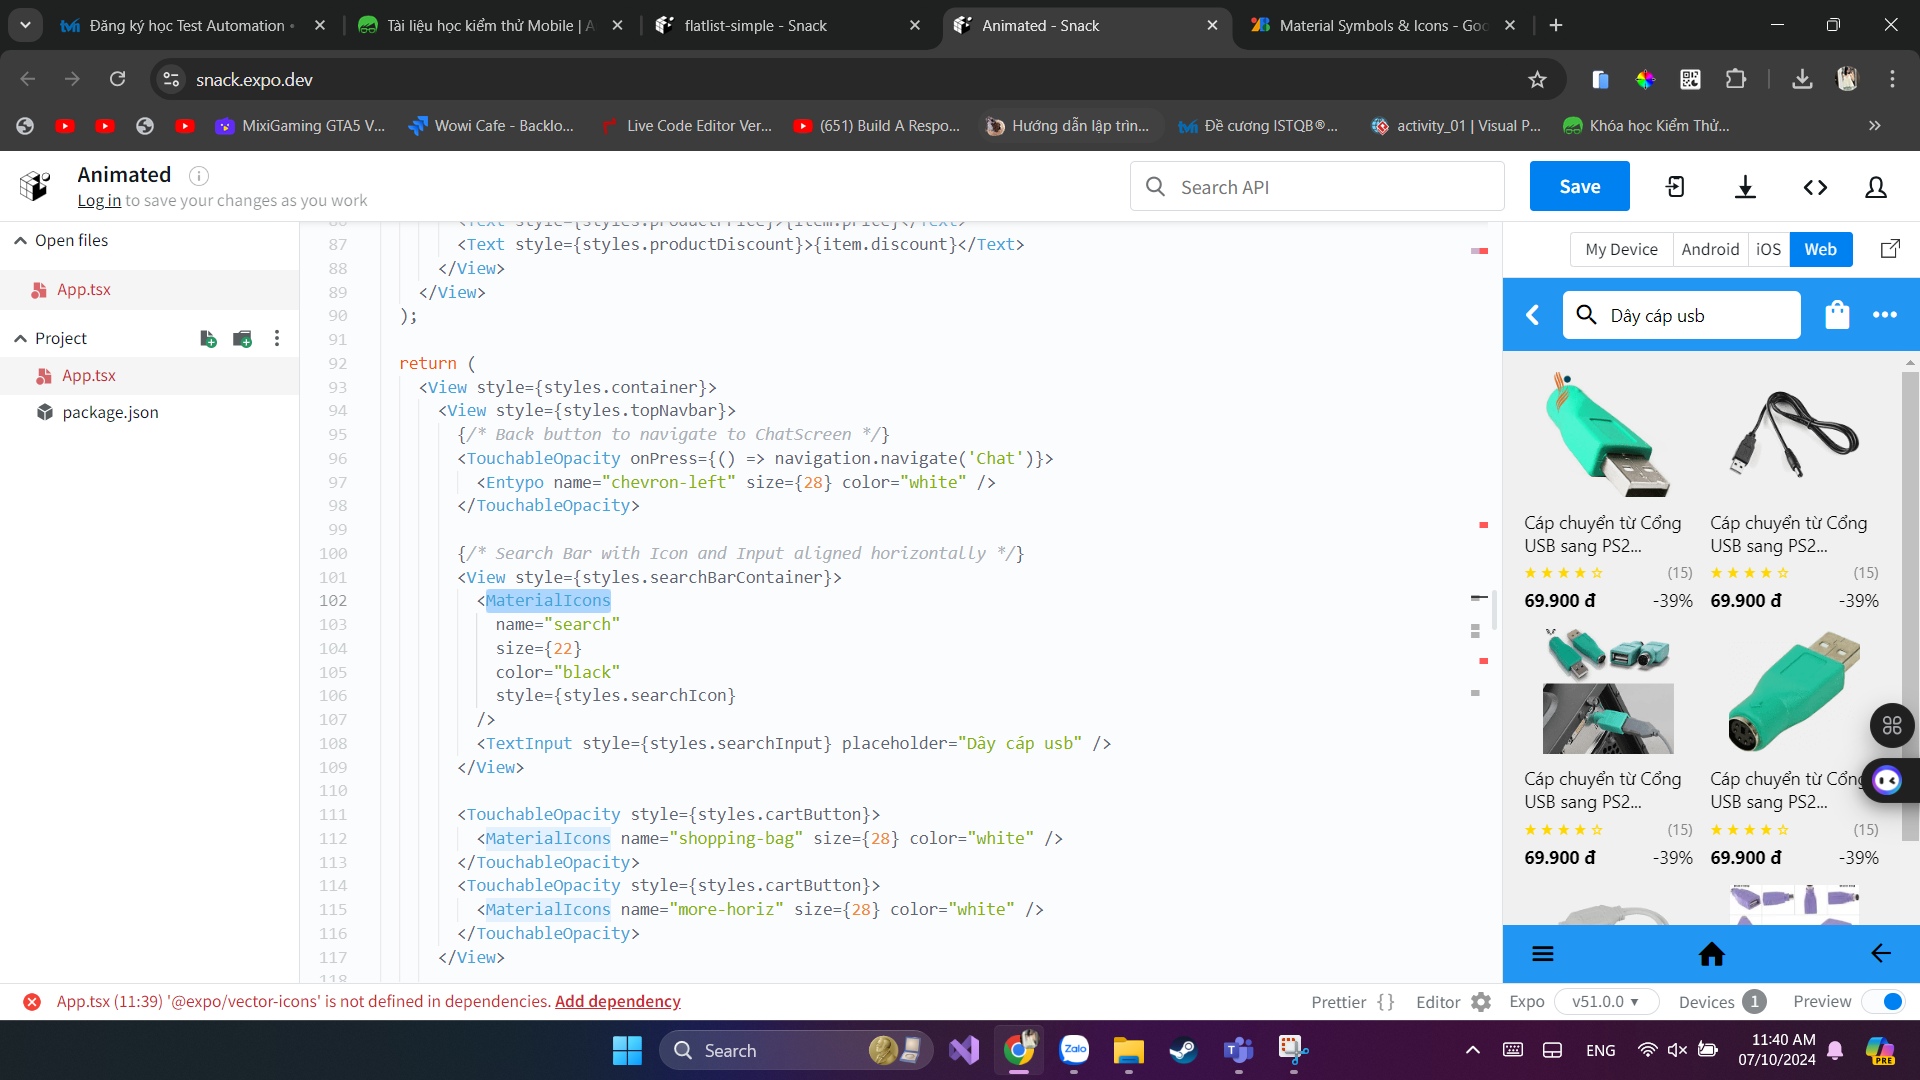 Đăng ký học Test Automation
Tài liệu học kiểm thử Mobile | A
flatlist-simple - Snack
Animated - Snack
Material Symbols & Icons - Goo
snack.expo.dev
MixiGaming GTA5 V...
Wowi Cafe - Backlo...
Live Code Editor Ver...
(651) Build A Respo...
Hướng dẫn lập trìn...
Đề cương ISTQB®...
activity_01 | Visual P...
Khóa học Kiểm Thử...
Animated
Log in to save your changes as you work
Search API
Save
Open files
App.tsx
Project
App.tsx
package.json
86 <Text style={styles.productPrice}>{item.price}</Text>
87 <Text style={styles.productDiscount}>{item.discount}</Text>
88 </View>
89 </View>
90 );
91
92 return (
93 <View style={styles.container}>
94 <View style={styles.topNavbar}>
95 {/* Back button to navigate to ChatScreen */}
96 <TouchableOpacity onPress={() => navigation.navigate('Chat')}>
97 <Entypo name="chevron-left" size={28} color="white" />
98 </TouchableOpacity>
99
100 {/* Search Bar with Icon and Input aligned horizontally */}
101 <View style={styles.searchBarContainer}>
102 <MaterialIcons
103 name="search"
104 size={22}
105 color="black"
106 style={styles.searchIcon}
107 />
108 <TextInput style={styles.searchInput} placeholder="Dây cáp usb" />
109 </View>
110
111 <TouchableOpacity style={styles.cartButton}>
112 <MaterialIcons name="shopping-bag" size={28} color="white" />
113 </TouchableOpacity>
114 <TouchableOpacity style={styles.cartButton}>
115 <MaterialIcons name="more-horiz" size={28} color="white" />
116 </TouchableOpacity>
117 </View>
118
My Device Android iOS Web
Dây cáp usb
Cáp chuyển từ Cổng Cáp chuyển từ Cổng
USB sang PS2... USB sang PS2...
★ ★ ★ ★ ☆ (15) ★ ★ ★ ★ ☆ (15)
69.900 đ -39% 69.900 đ -39%
Cáp chuyển từ Cổng Cáp chuyển từ Cổng
USB sang PS2... USB sang PS2...
★ ★ ★ ★ ☆ (15) ★ ★ ★ ★ ☆ (15)
69.900 đ -39% 69.900 đ -39%
App.tsx (11:39) '@expo/vector-icons' is not defined in dependencies. Add dependency
Prettier {} Editor Expo v51.0.0 Devices 1 Preview
Search
Zalo
ENG
11:40 AM
07/10/2024
PRE